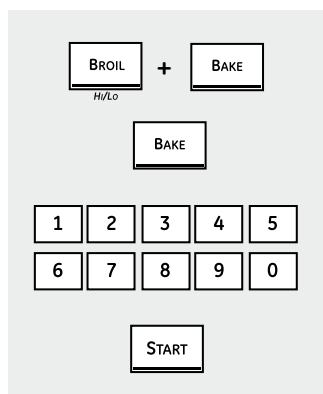 BROIL + BAKE
HI/LO
BAKE
1 2 3 4 5
6 7 8 9 0
START